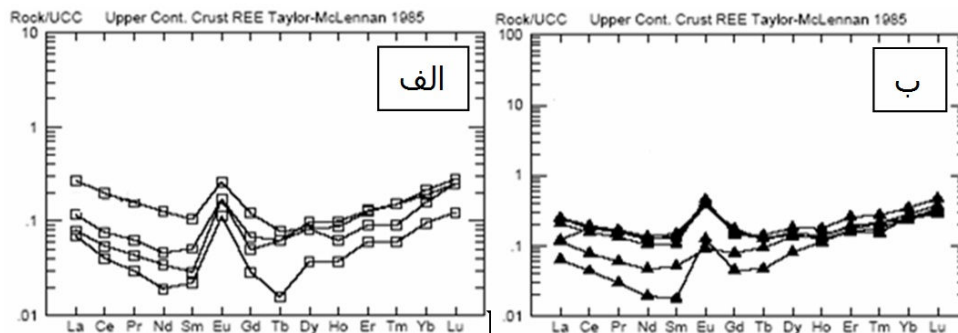 Rock/UCC Upper Cont. Crust REE Taylor-McLennan 1985
10
1
.1
.01
الف
La Ce Pr Nd Sm Eu Gd Tb Dy Ho Er Tm Yb Lu
Rock/UCC Upper Cont. Crust REE Taylor-McLennan 1985
100
10
1
.1
.01
ب
La Ce Pr Nd Sm Eu Gd Tb Dy Ho Er Tm Yb Lu